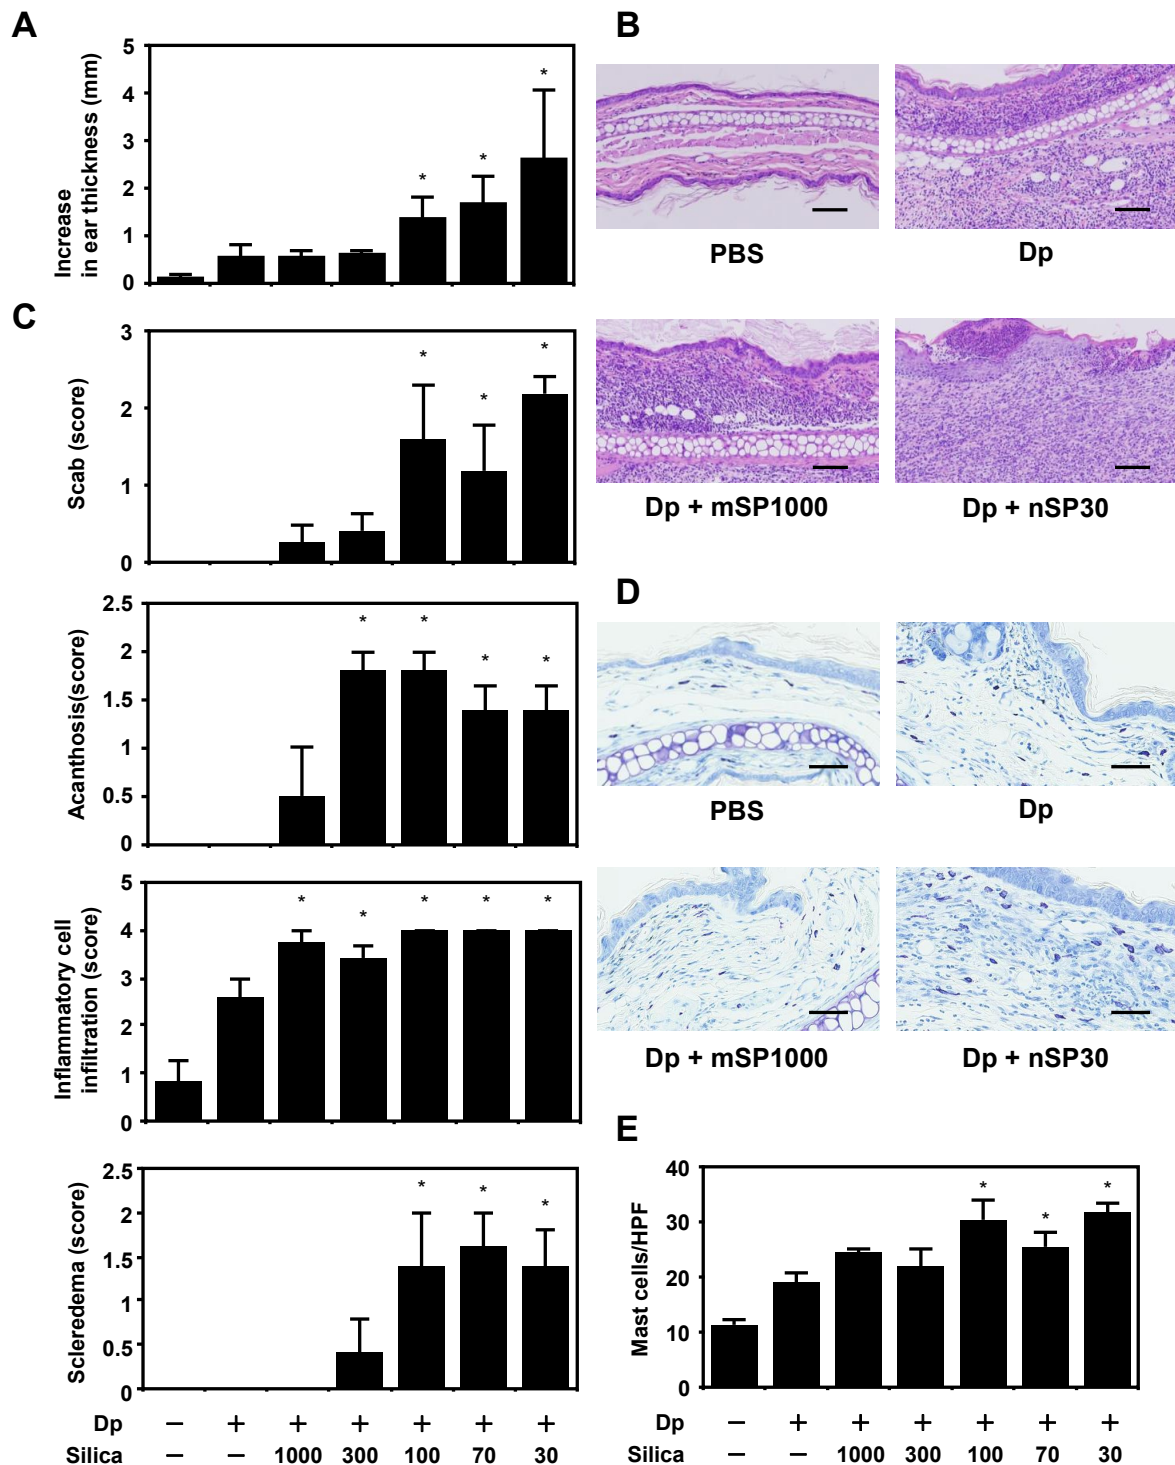 A
5
4
3
2
1
0
Increase
in ear thickness (mm)
* * *
B
PBS
Dp
Dp + mSP1000
Dp + nSP30
C
3
2
1
0
Scab (score)
* * *
2.5
2
1.5
1
0.5
0
Acanthosis(score)
* * * *
5
4
3
2
1
0
Inflammatory cell
infiltration (score)
* * * * *
2.5
2
1.5
1
0.5
0
Scleredema (score)
* * *
Dp − + + + + + +
Silica − − 1000 300 100 70 30
D
PBS
Dp
Dp + mSP1000
Dp + nSP30
E
40
30
20
10
0
Mast cells/HPF
* * *
Dp − + + + + + +
Silica − − 1000 300 100 70 30